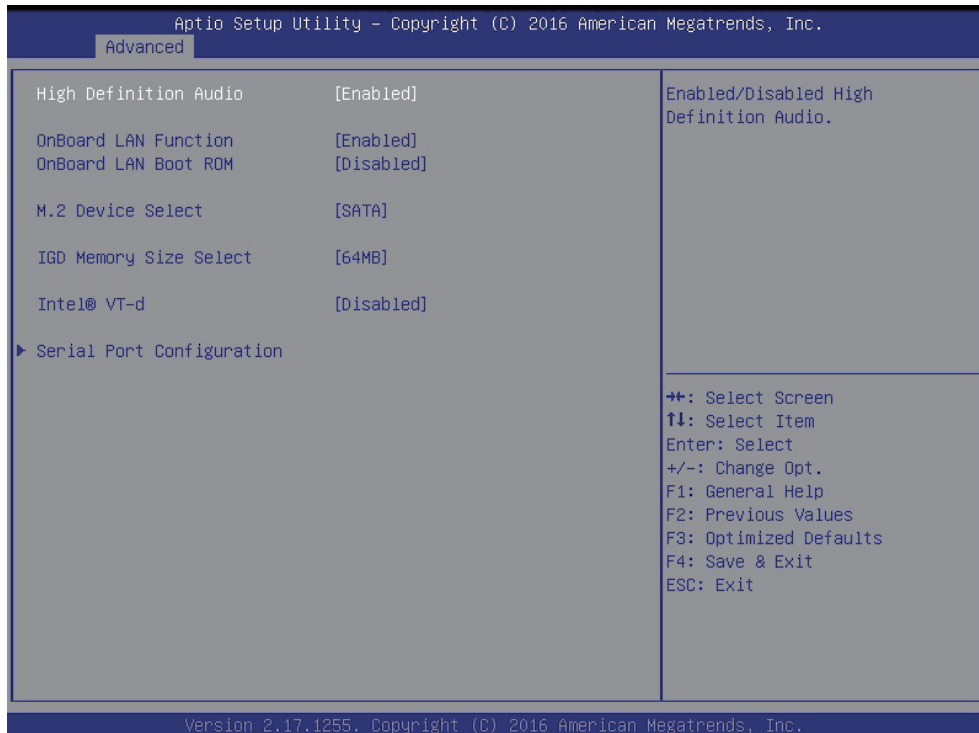 Aptio Setup Utility – Copyright (C) 2016 American Megatrends, Inc.
Advanced
High Definition Audio [Enabled]
OnBoard LAN Function [Enabled]
OnBoard LAN Boot ROM [Disabled]
M.2 Device Select [SATA]
IGD Memory Size Select [64MB]
Intel® VT-d [Disabled]
▶ Serial Port Configuration
Enabled/Disabled High
Definition Audio.
→←: Select Screen
↑↓: Select Item
Enter: Select
+/-: Change Opt.
F1: General Help
F2: Previous Values
F3: Optimized Defaults
F4: Save & Exit
ESC: Exit
Version 2.17.1255. Copyright (C) 2016 American Megatrends, Inc.